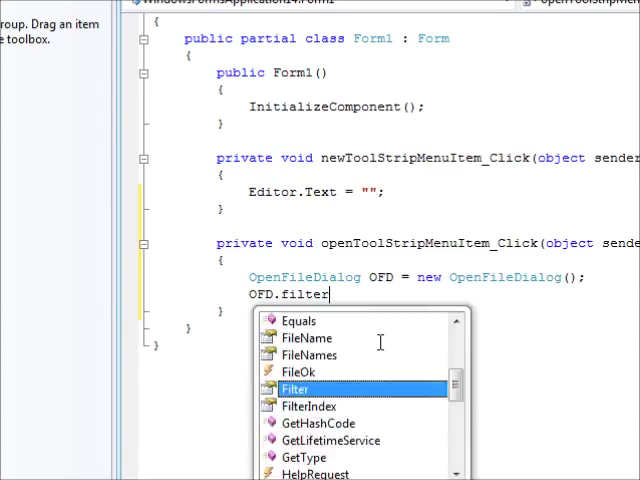 WindowsFormsApplication14.Form1
roup. Drag an item
e toolbox.
{
public partial class Form1 : Form
{
public Form1()
{
InitializeComponent();
}
private void newToolStripMenuItem_Click(object sender
{
Editor.Text = "";
}
private void openToolStripMenuItem_Click(object sende
{
OpenFileDialog OFD = new OpenFileDialog();
OFD.filter
}
}
}
Equals
FileName
FileNames
FileOk
Filter
FilterIndex
GetHashCode
GetLifetimeService
GetType
HelpRequest